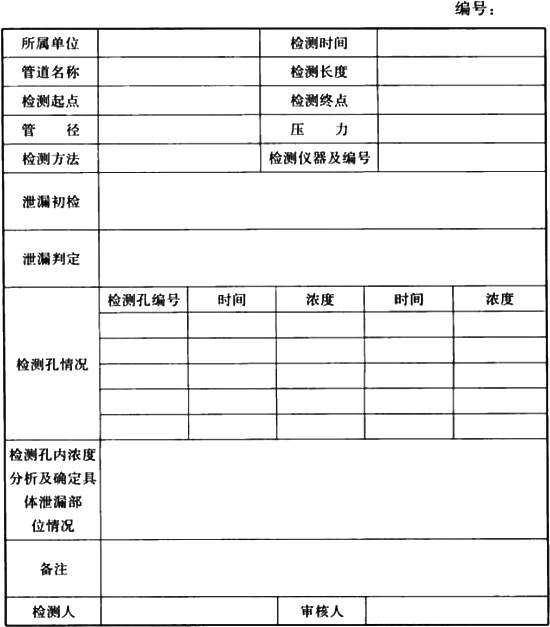 编号：
所属单位 检测时间
管道名称 检测长度
检测起点 检测终点
管 径 压 力
检测方法 检测仪器及编号
泄漏初检
泄漏判定
检测孔编号 时间 浓度 时间 浓度
检测孔情况
检测孔内浓度
分析及确定具
体泄漏部
位情况
备注
检测人 审核人